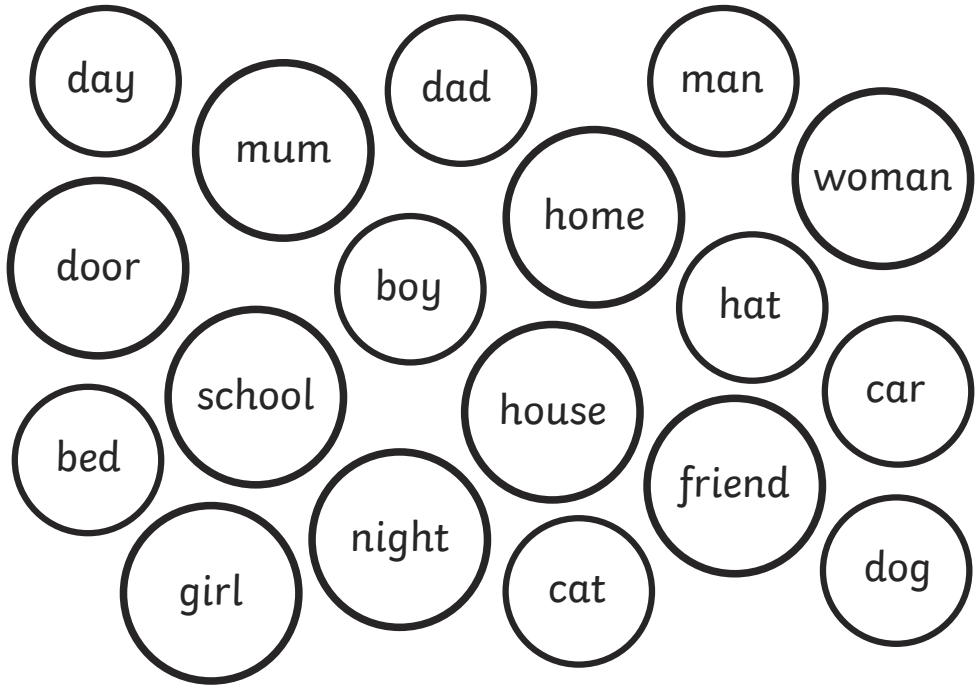 day
mum
dad
man
woman
door
boy
home
hat
school
house
car
bed
night
friend
girl
cat
dog